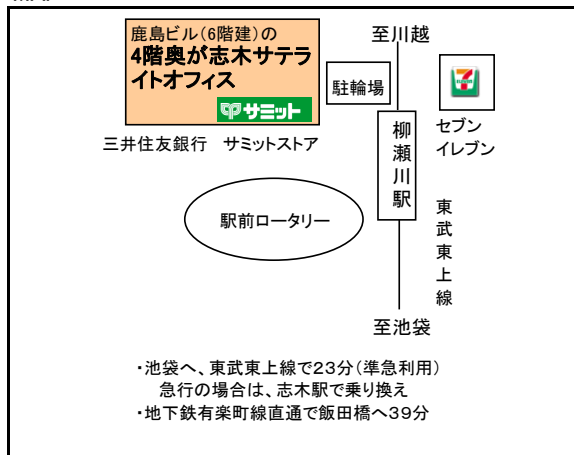 鹿島ビル(6階建)の
4階奥が志木サテラ
イトオフィス
サミット
三井住友銀行 サミットストア
至川越
駐輪場
7
ELEVEN
セブン
イレブン
柳瀬川駅
駅前ロータリー
東武東上線
至池袋
・池袋へ、東武東上線で23分(準急利用)
急行の場合は、志木駅で乗り換え
・地下鉄有楽町線直通で飯田橋へ39分